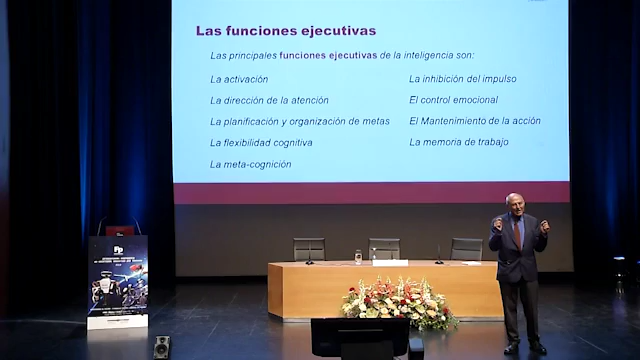 Las funciones ejecutivas
Las principales funciones ejecutivas de la inteligencia son:
La activación
La dirección de la atención
La planificación y organización de metas
La flexibilidad cognitiva
La meta-cognición
La inhibición del impulso
El control emocional
El Mantenimiento de la acción
La memoria de trabajo
Fp